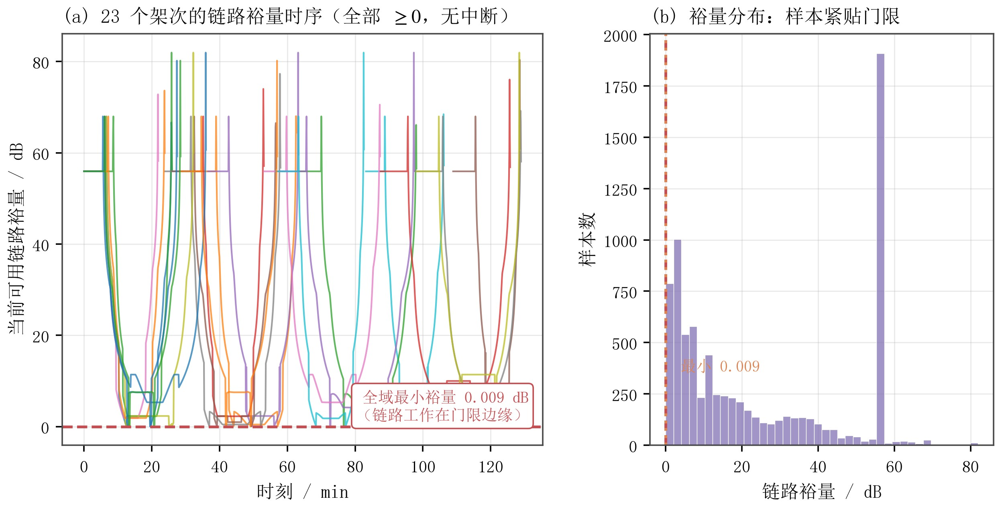 (a) 23 个架次的链路裕量时序（全部 ≥0，无中断）
当前可用链路裕量 / dB
80
60
40
20
0
全域最小裕量 0.009 dB
（链路工作在门限边缘）
0 20 40 60 80 100 120
时刻 / min
(b) 裕量分布：样本紧贴门限
样本数
2000
1750
1500
1250
1000
750
500
250
0
最小 0.009
0 20 40 60 80
链路裕量 / dB